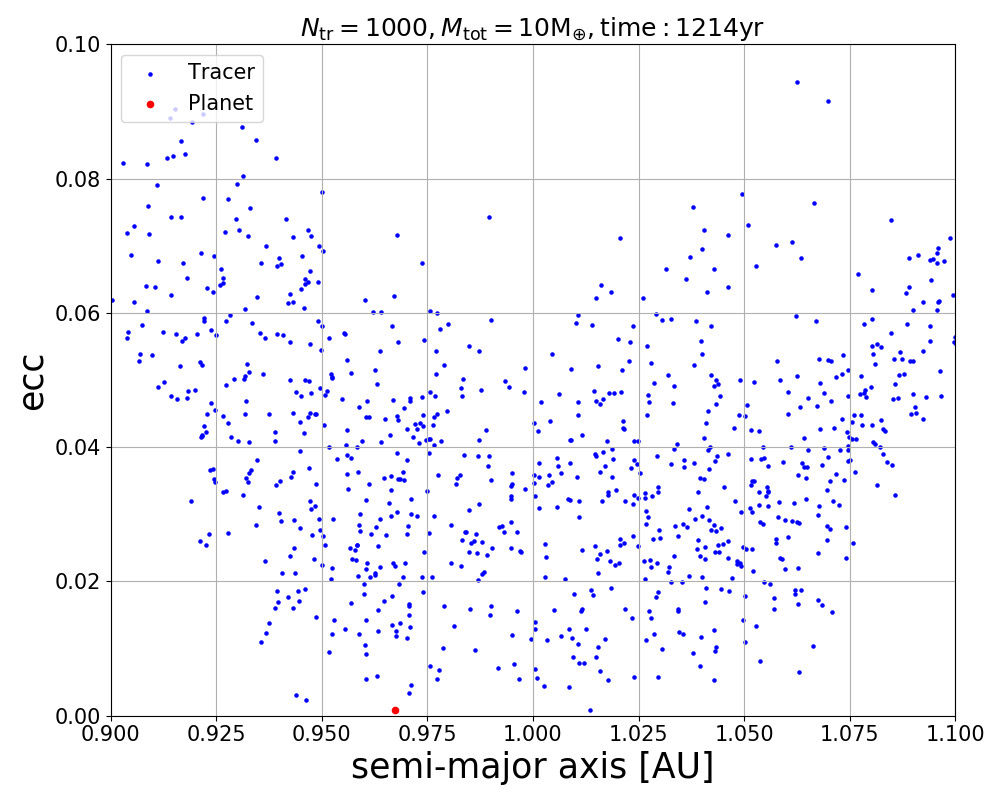 N_tr = 1000, M_tot = 10M_⊕, time : 1214yr
Tracer
Planet
0.10
0.08
0.06
0.04
0.02
0.00
ecc
0.900 0.925 0.950 0.975 1.000 1.025 1.050 1.075 1.100
semi-major axis [AU]